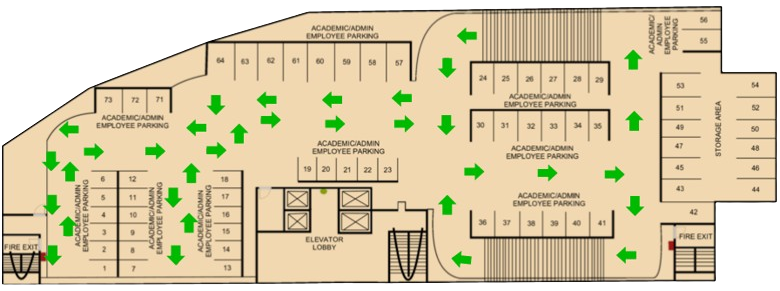 ACADEMIC/ADMIN
EMPLOYEE PARKING
64 63 62 61 60 59 58 57
73 72 71
ACADEMIC/ADMIN
EMPLOYEE PARKING
ACADEMIC/
ADMIN
EMPLOYEE
PARKING
56
55
24 25 26 27 28 29
ACADEMIC/ADMIN
EMPLOYEE PARKING
30 31 32 33 34 35
ACADEMIC/ADMIN
EMPLOYEE PARKING
53 54
51 52
49 50
47 48
45 46
43 44
STORAGE AREA
42
ACADEMIC/ADMIN
EMPLOYEE PARKING
19 20 21 22 23
ACADEMIC/ADMIN
EMPLOYEE PARKING
36 37 38 39 40 41
ACADEMIC/ADMIN
EMPLOYEE PARKING
6 12
5 11
4 10
3 9
2 8
1 7
ACADEMIC/ADMIN
EMPLOYEE PARKING
ACADEMIC/ADMIN
EMPLOYEE PARKING
18
17
16
15
14
13
ELEVATOR
LOBBY
FIRE EXIT
FIRE EXIT